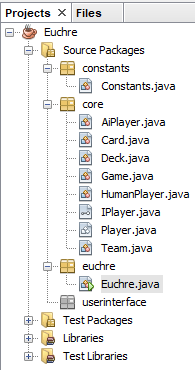 Projects x Files
Euchre
Source Packages
constants
Constants.java
core
AiPlayer.java
Card.java
Deck.java
Game.java
HumanPlayer.java
IPlayer.java
Player.java
Team.java
euchre
Euchre.java
userinterface
Test Packages
Libraries
Test Libraries